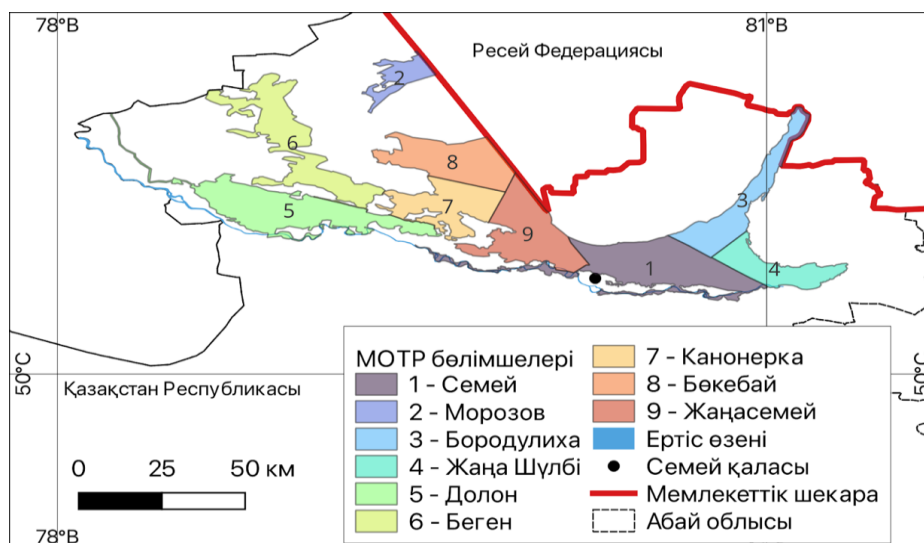 78°В
81°В
Ресей Федерациясы
2
6
8
3
7
5
9
1
4
50°С
50°С
Қазақстан Республикасы
МОТР бөлімшелері
1 - Семей
2 - Морозов
3 - Бородулиха
4 - Жаңа Шүлбі
5 - Долон
6 - Беген
7 - Канонерка
8 - Бөкебай
9 - Жаңасемей
Ертіс өзені
Семей қаласы
Мемлекеттік шекара
Абай облысы
0 25 50 км
78°В
81°В